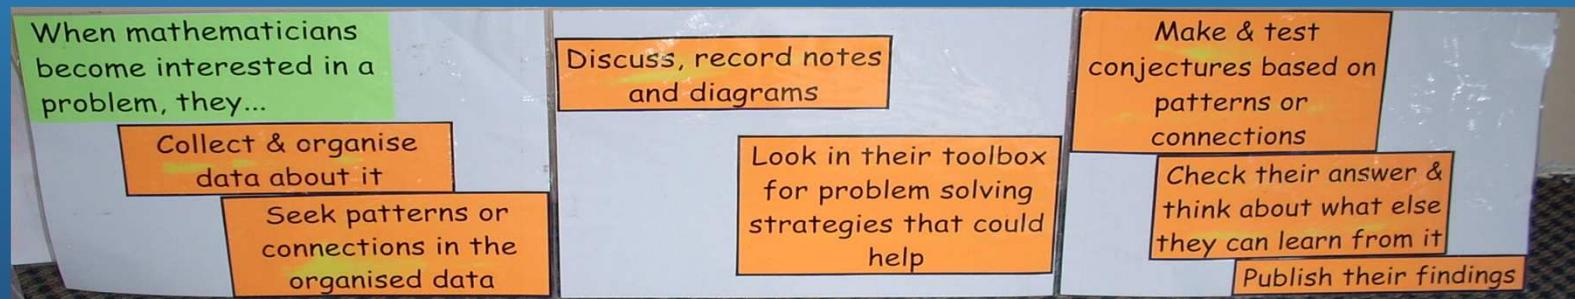 When mathematicians
become interested in a
problem, they...
Collect & organise
data about it
Seek patterns or
connections in the
organised data
Discuss, record notes
and diagrams
Look in their toolbox
for problem solving
strategies that could
help
Make & test
conjectures based on
patterns or
connections
Check their answer &
think about what else
they can learn from it
Publish their findings